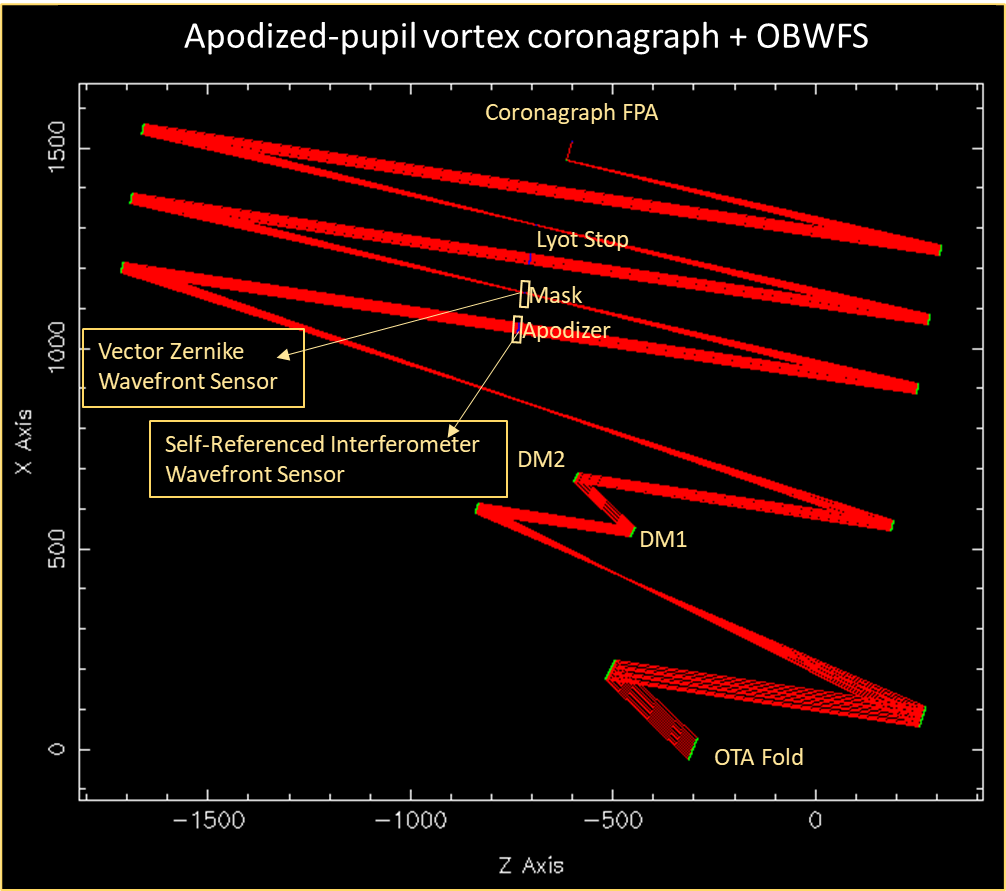 Apodized-pupil vortex coronagraph + OBWFS
Coronagraph FPA
1500
Lyot Stop
Mask
Apodizer
1000
Vector Zernike
Wavefront Sensor
X Axis
Self-Referenced Interferometer
Wavefront Sensor
DM2
DM1
500
0
OTA Fold
−1500
−1000
−500
0
Z Axis